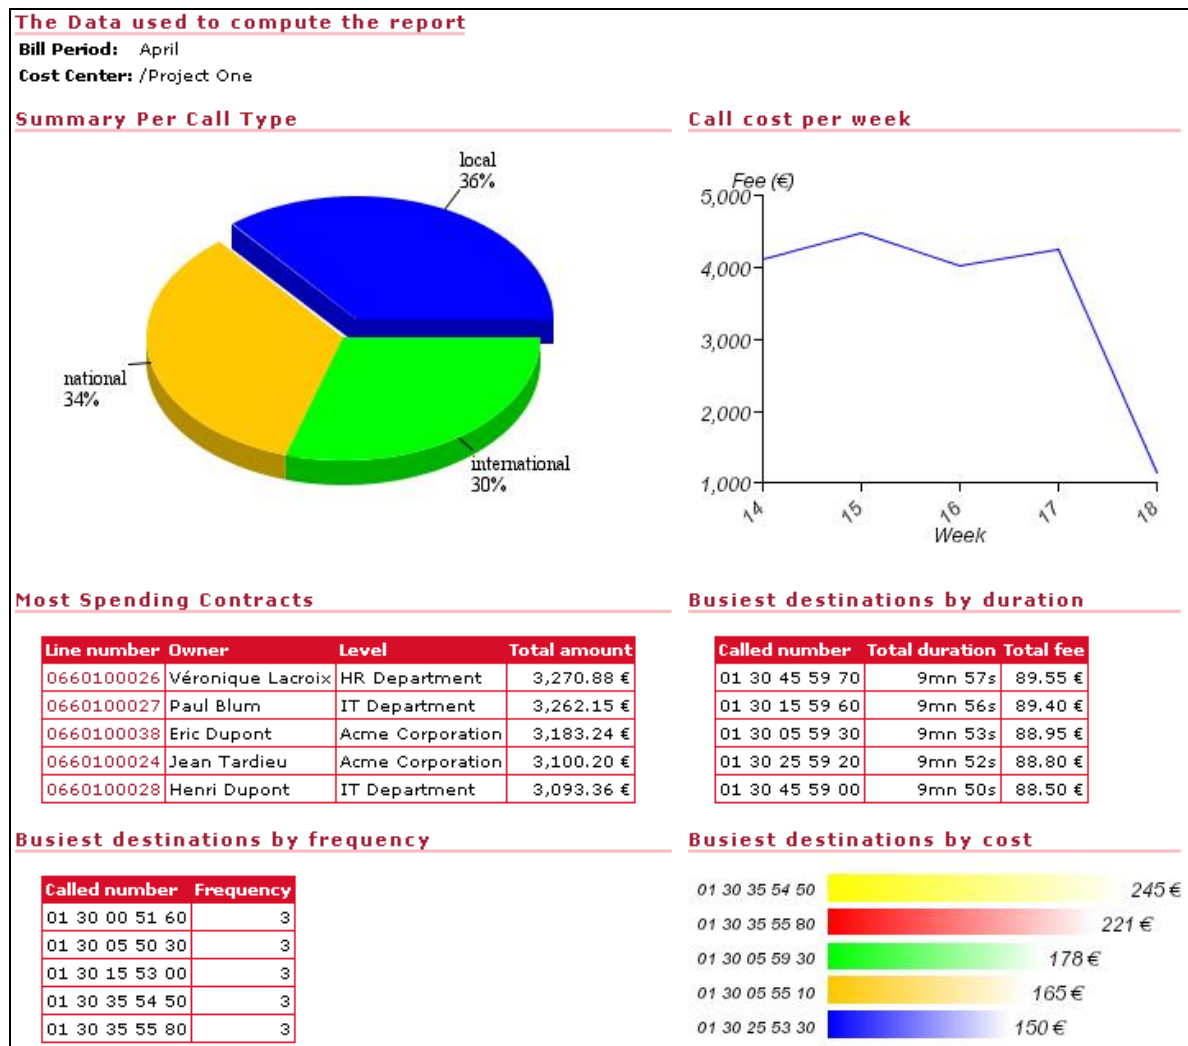 The Data used to compute the report
Bill Period: April
Cost Center: /Project One
Summary Per Call Type
local
36%
national
34%
international
30%
Call cost per week
Fee (€)
5,000
4,000
3,000
2,000
1,000
14 15 16 17 18
Week
Most Spending Contracts
Line number Owner Level Total amount
0660100026 Véronique Lacroix HR Department 3,270.88 €
0660100027 Paul Blum IT Department 3,262.15 €
0660100038 Eric Dupont Acme Corporation 3,183.24 €
0660100024 Jean Tardieu Acme Corporation 3,100.20 €
0660100028 Henri Dupont IT Department 3,093.36 €
Busiest destinations by duration
Called number Total duration Total fee
01 30 45 59 70 9mn 57s 89.55 €
01 30 15 59 60 9mn 56s 89.40 €
01 30 05 59 30 9mn 53s 88.95 €
01 30 25 59 20 9mn 52s 88.80 €
01 30 45 59 00 9mn 50s 88.50 €
Busiest destinations by frequency
Called number Frequency
01 30 00 51 60 3
01 30 05 50 30 3
01 30 15 53 00 3
01 30 35 54 50 3
01 30 35 55 80 3
Busiest destinations by cost
01 30 35 54 50 245 €
01 30 35 55 80 221 €
01 30 05 59 30 178 €
01 30 05 55 10 165 €
01 30 25 53 30 150 €